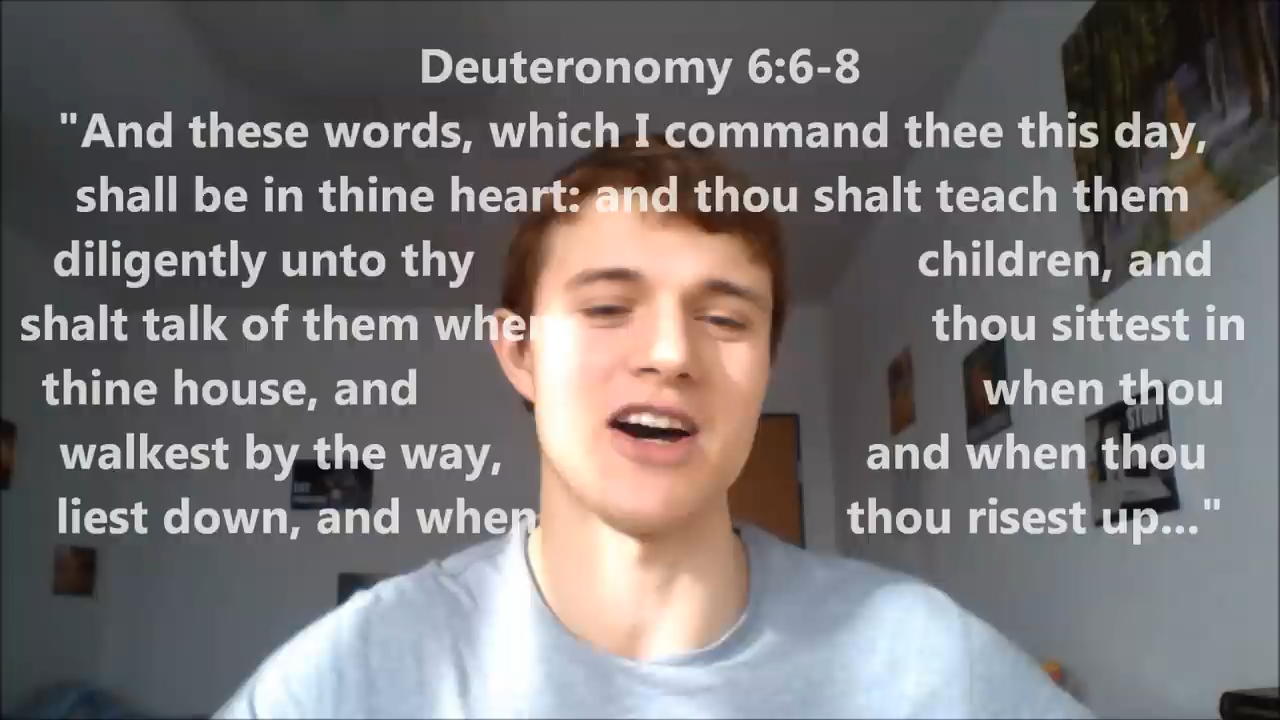 Deuteronomy 6:6-8
"And these words, which I command thee this day,
shall be in thine heart: and thou shalt teach them
diligently unto thy children, and
shalt talk of them when thou sittest in
thine house, and when thou
walkest by the way, and when thou
liest down, and when thou risest up..."
STUDY